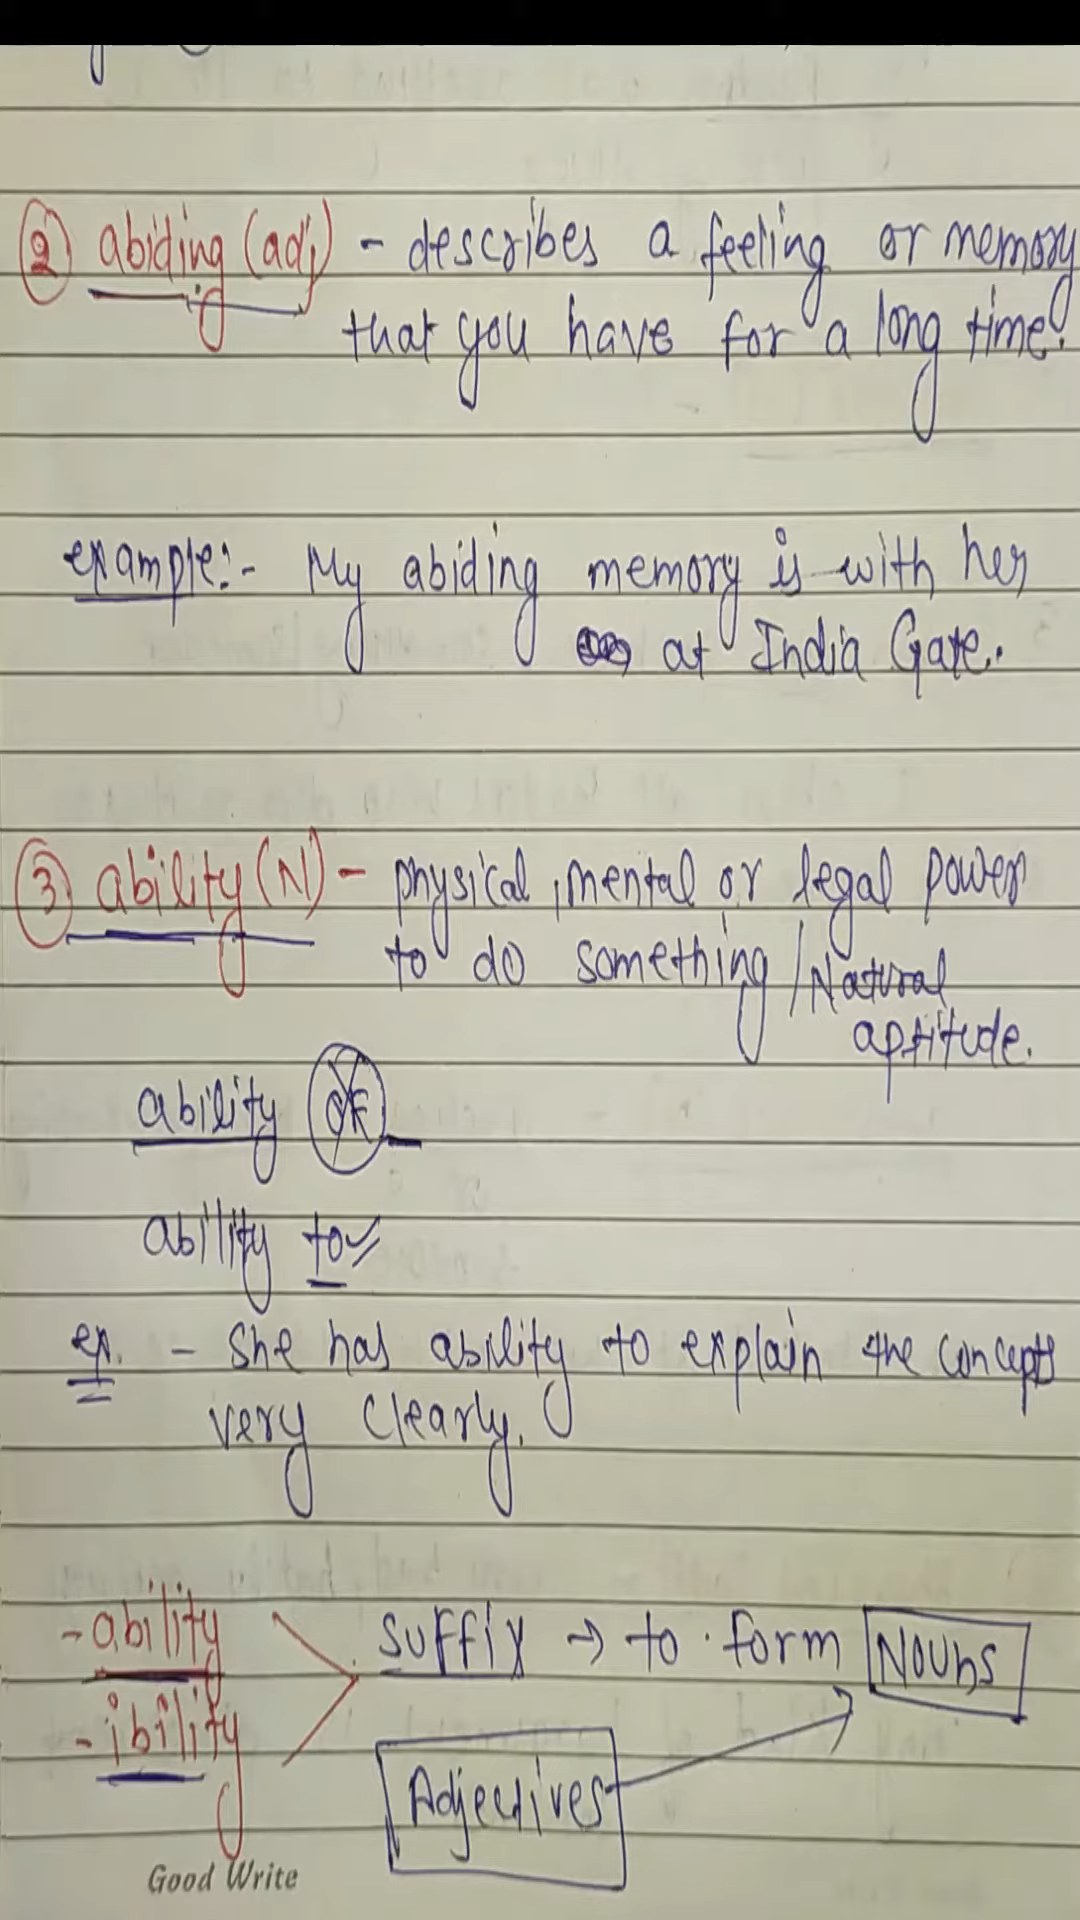 ② abiding (adj) - describes a feeling or memory
that you have for a long time.
example:- My abiding memory is with her
at India Gate.
③ ability (N) - physical, mental or legal power
to do something / Natural
aptitude.
ability of
ability to
ex. - She has ability to explain the concepts
very clearly.
-ability
-ibility
suffix → to form Nouns
Adjectives
Good Write